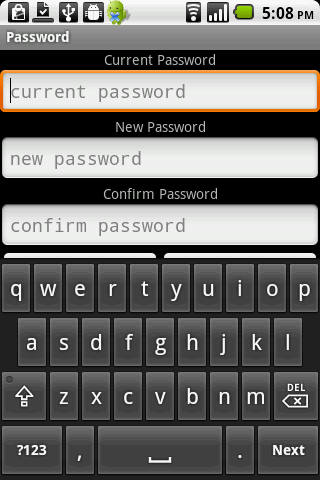 5:08 PM
Password
Current Password
current password
New Password
new password
Confirm Password
confirm password
q w e r t y u i o p
a s d f g h j k l
z x c v b n m DEL
?123 , . Next